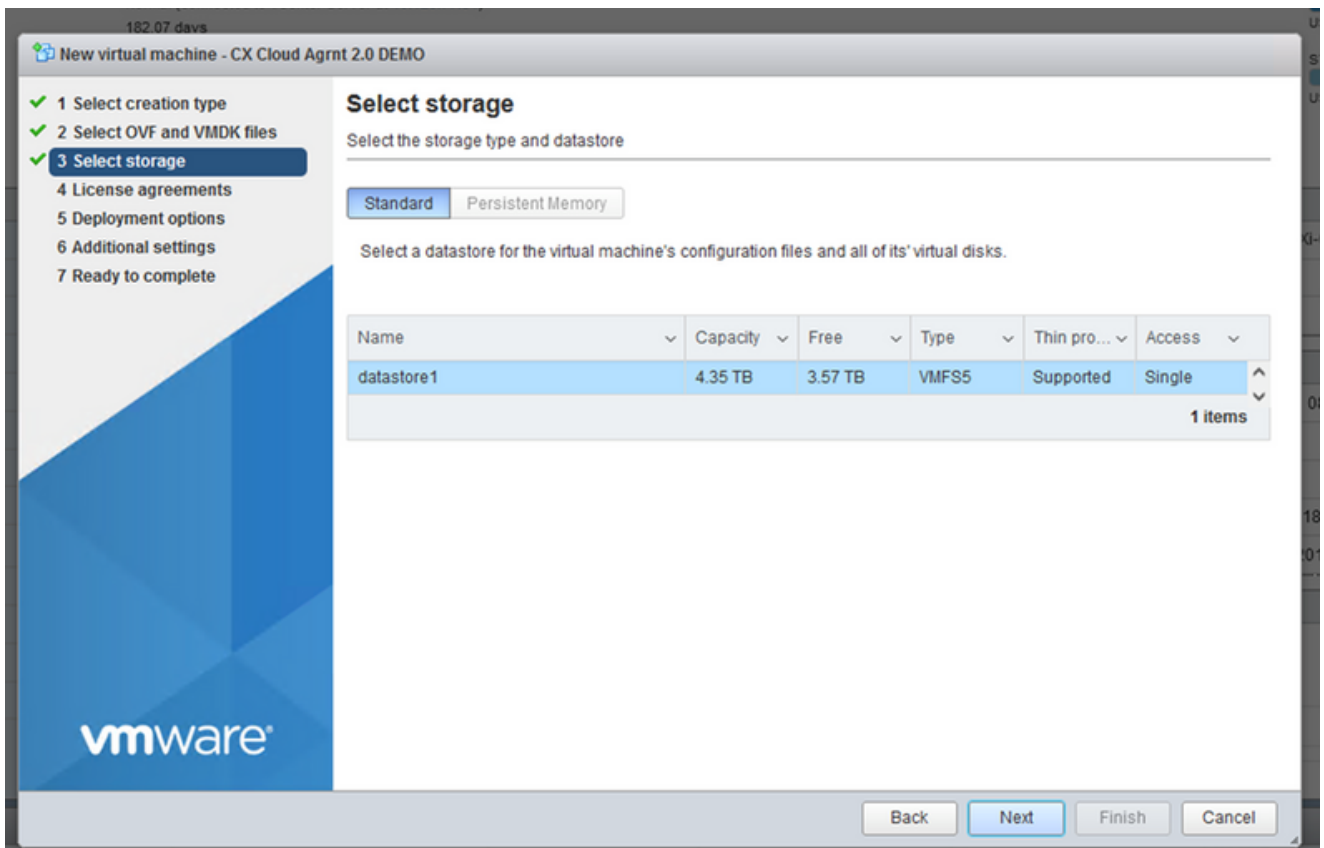 182.07 days
New virtual machine - CX Cloud Agrnt 2.0 DEMO
1 Select creation type
2 Select OVF and VMDK files
3 Select storage
4 License agreements
5 Deployment options
6 Additional settings
7 Ready to complete
Select storage
Select the storage type and datastore
Standard Persistent Memory
Select a datastore for the virtual machine's configuration files and all of its' virtual disks.
Name Capacity Free Type Thin pro... Access
datastore1 4.35 TB 3.57 TB VMFS5 Supported Single
1 items
vmware®
Back Next Finish Cancel